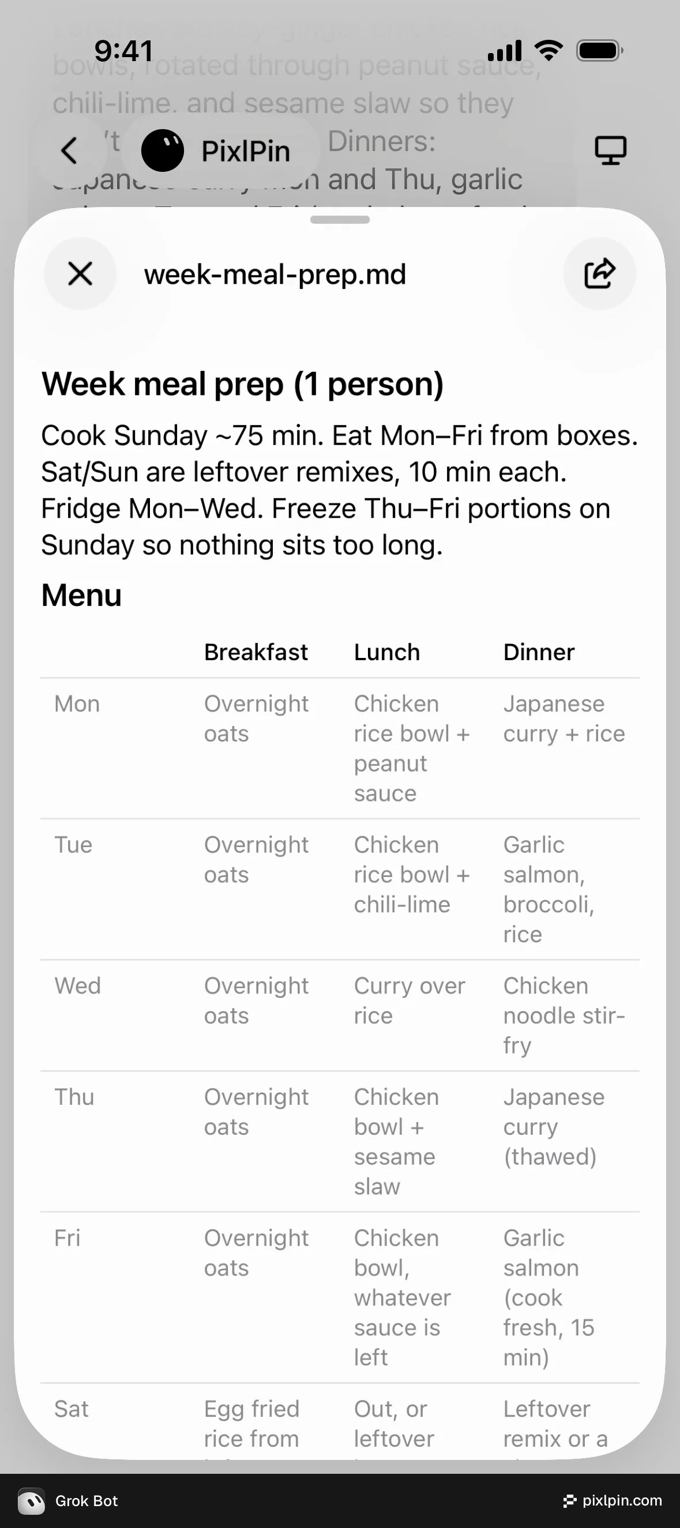 9:41
bowls, rotated through peanut sauce,
chili-lime. and sesame slaw so they
't
PixlPin
Dinners:
and Thu, garlic
week-meal-prep.md
Week meal prep (1 person)
Cook Sunday ~75 min. Eat Mon–Fri from boxes.
Sat/Sun are leftover remixes, 10 min each.
Fridge Mon–Wed. Freeze Thu–Fri portions on
Sunday so nothing sits too long.
Menu
Breakfast Lunch Dinner
Mon Overnight Chicken Japanese
oats rice bowl + curry + rice
peanut
sauce
Tue Overnight Chicken Garlic
oats rice bowl + salmon,
chili-lime broccoli,
rice
Wed Overnight Curry over Chicken
oats rice noodle stir-
fry
Thu Overnight Chicken Japanese
oats bowl + curry
sesame (thawed)
slaw
Fri Overnight Chicken Garlic
oats bowl, salmon
whatever (cook
sauce is fresh, 15
left min)
Sat Egg fried Out, or Leftover
rice from leftover remix or a
Grok Bot
pixlpin.com